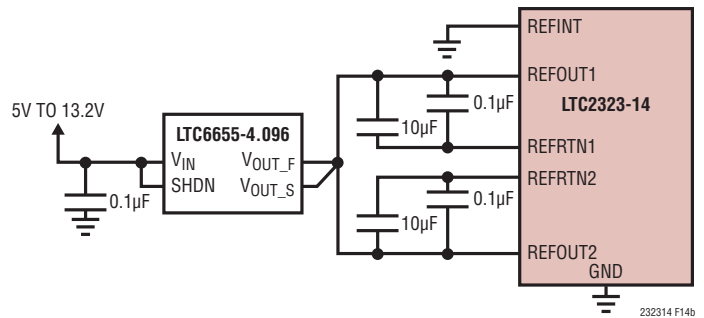 REFINT
REFOUT1
LTC2323-14
0.1µF
10µF
REFRTN1
REFRTN2
0.1µF
10µF
REFOUT2
GND
5V TO 13.2V
LTC6655-4.096
VIN VOUT_F
SHDN VOUT_S
0.1µF
232314 F14b